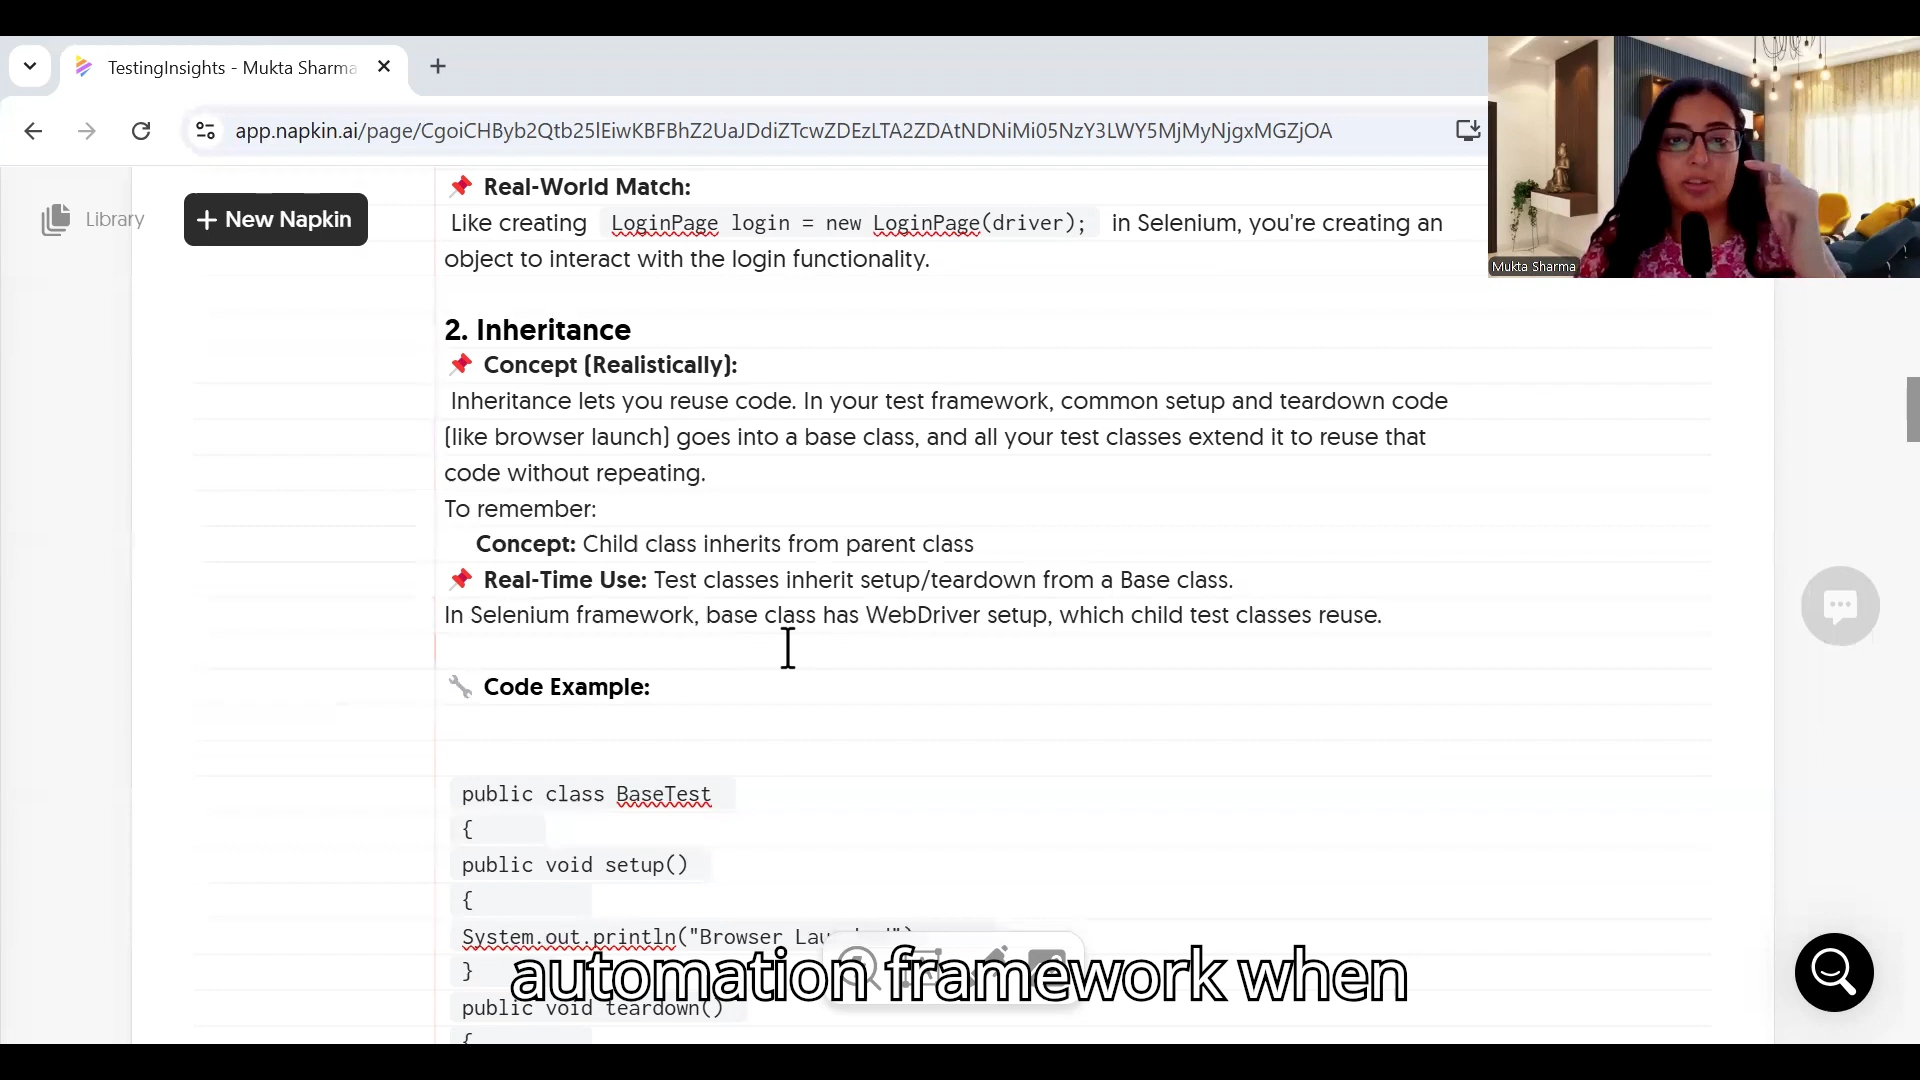 TestingInsights - Mukta Sharma
app.napkin.ai/page/CgoiCHByb2Qtb25lEiwKBFBhZ2UaJDdiZTcwZDEzLTA2ZDAtNDNiMi05NzY3LWY5MjMyNjgxMGZjOA
Library
New Napkin
Mukta Sharma
Real-World Match:
Like creating LoginPage login = new LoginPage(driver); in Selenium, you're creating an
object to interact with the login functionality.
2. Inheritance
Concept (Realistically):
Inheritance lets you reuse code. In your test framework, common setup and teardown code
(like browser launch) goes into a base class, and all your test classes extend it to reuse that
code without repeating.
To remember:
Concept: Child class inherits from parent class
Real-Time Use: Test classes inherit setup/teardown from a Base class.
In Selenium framework, base class has WebDriver setup, which child test classes reuse.
Code Example:
public class BaseTest
{
public void setup()
{
System.out.println("Browser
}
automation framework when
public void teardown()
{